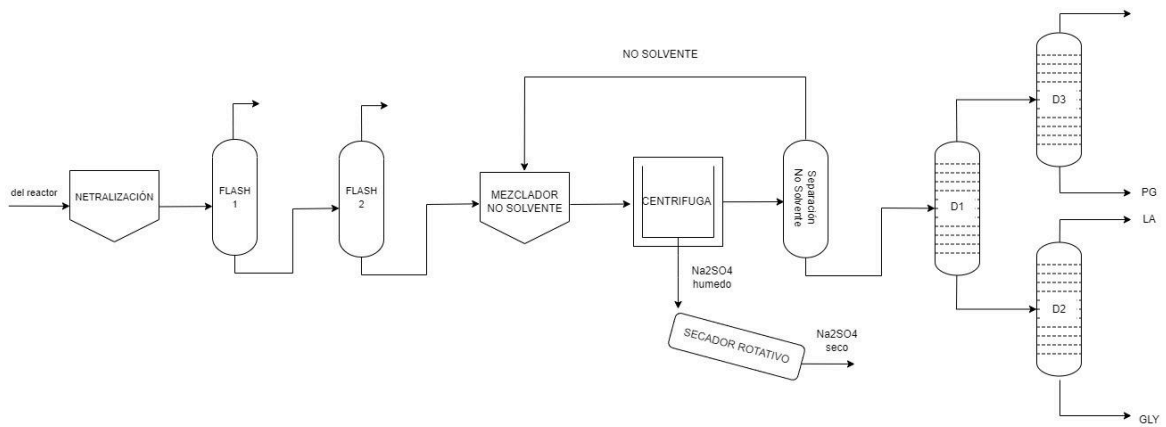 NO SOLVENTE
D3
del reactor
NETRALIZACIÓN
FLASH
1
FLASH
2
MEZCLADOR
NO SOLVENTE
CENTRIFUGA
Separación
No Solvente
D1
PG
LA
Na2SO4
humedo
SECADOR ROTATIVO
Na2SO4
seco
D2
GLY